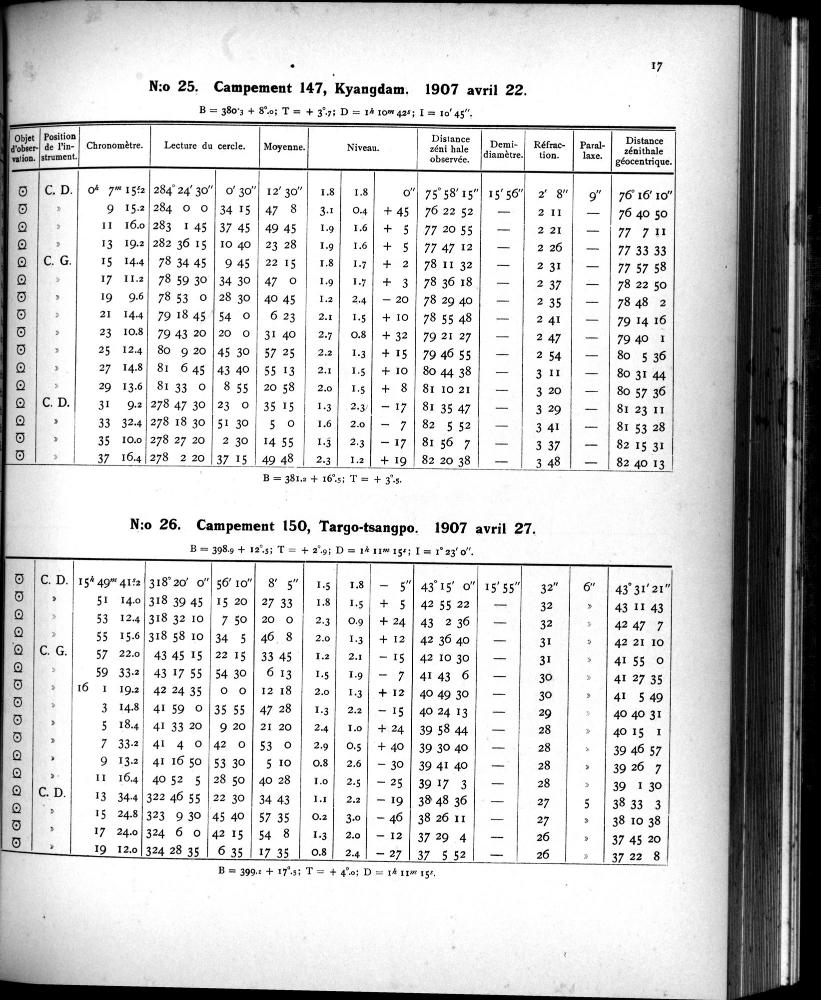 17
N:o 25. Campement 147, Kyangdam. 1907 avril 22.
B = 380·3 + 8°.0; T = + 3°.7; D = 1h 10m 42s; I = 10′ 45″.
Objet d'observation. Position de l'instrument. Chronomètre. Lecture du cercle. Moyenne. Niveau. Distance zénithale observée. Demi-diamètre. Réfraction. Parallaxe. Distance zénithale géocentrique.
C. D. 0h 7m 15s.2 284° 24′ 30″ 0′ 30″ 12′ 30″ 1.8 1.8 0″ 75° 58′ 15″ 15′ 56″ 2′ 8″ 9″ 76° 16′ 10″
» 9 15.2 284 0 0 34 15 47 8 3.1 0.4 + 45 76 22 52 — 2 11 — 76 40 50
» 11 16.0 283 1 45 37 45 49 45 1.9 1.6 + 5 77 20 55 — 2 21 — 77 7 11
» 13 19.2 282 36 15 10 40 23 28 1.9 1.6 + 5 77 47 12 — 2 26 — 77 33 33
C. G. 15 14.4 78 34 45 9 45 22 15 1.8 1.7 + 2 78 11 32 — 2 31 — 77 57 58
» 17 11.2 78 59 30 34 30 47 0 1.9 1.7 + 3 78 36 18 — 2 37 — 78 22 50
» 19 9.6 78 53 0 28 30 40 45 1.2 2.4 — 20 78 29 40 — 2 35 — 78 48 2
» 21 14.4 79 18 45 54 0 6 23 2.1 1.5 + 10 78 55 48 — 2 41 — 79 14 16
» 23 10.8 79 43 20 20 0 31 40 2.7 0.8 + 32 79 21 27 — 2 47 — 79 40 1
» 25 12.4 80 9 20 45 30 57 25 2.2 1.3 + 15 79 46 55 — 2 54 — 80 5 36
» 27 14.8 81 6 45 43 40 55 13 2.1 1.5 + 10 80 44 38 — 3 11 — 80 31 44
» 29 13.6 81 33 0 8 55 20 58 2.0 1.5 + 8 81 10 21 — 3 20 — 80 57 36
C. D. 31 9.2 278 47 30 23 0 35 15 1.3 2.3 — 17 81 35 47 — 3 29 — 81 23 11
» 33 32.4 278 18 30 51 30 5 0 1.6 2.0 — 7 82 5 52 — 3 41 — 81 53 28
» 35 10.0 278 27 20 2 30 14 55 1.3 2.3 — 17 81 56 7 — 3 37 — 82 15 31
» 37 16.4 278 2 20 37 15 49 48 2.3 1.2 + 19 82 20 38 — 3 48 — 82 40 13
B = 381.2 + 16°.5; T = + 3°.5.
N:o 26. Campement 150, Targo-tsangpo. 1907 avril 27.
B = 398.9 + 12°.5; T = + 2°.9; D = 1h 11m 15s; I = 1° 23′ 0″.
C. D. 15h 49m 41s.2 318° 20′ 0″ 56′ 10″ 8′ 5″ 1.5 1.8 — 5″ 43° 15′ 0″ 15′ 55″ 32″ 6″ 43° 31′ 21″
» 51 14.0 318 39 45 15 20 27 33 1.8 1.5 + 5 42 55 22 — 32 » 43 11 43
» 53 12.4 318 32 10 7 50 20 0 2.3 0.9 + 24 43 2 36 — 32 » 42 47 7
» 55 15.6 318 58 10 34 5 46 8 2.0 1.3 + 12 42 36 40 — 31 » 42 21 10
C. G. 57 22.0 43 45 15 22 15 33 45 1.2 2.1 — 15 42 10 30 — 31 » 41 55 0
» 59 33.2 43 17 55 54 30 6 13 1.5 1.9 — 7 41 43 6 — 30 » 41 27 35
» 16 1 19.2 42 24 35 0 0 12 18 2.0 1.3 + 12 40 49 30 — 30 » 41 5 49
» 3 14.8 41 59 0 35 55 47 28 1.3 2.2 — 15 40 24 13 — 29 » 40 40 31
» 5 18.4 41 33 20 9 20 21 20 2.4 1.0 + 24 39 58 44 — 28 » 40 15 1
» 7 33.2 41 4 0 42 0 53 0 2.9 0.5 + 40 39 30 40 — 28 » 39 46 57
» 9 13.2 41 16 50 53 30 5 10 0.8 2.6 — 30 39 41 40 — 28 » 39 26 7
» 11 16.4 40 52 5 28 50 40 28 1.0 2.5 — 25 39 17 3 — 28 » 39 1 30
C. D. 13 34.4 322 46 55 22 30 34 43 1.1 2.2 — 19 38 48 36 — 27 5 38 33 3
» 15 24.8 323 9 30 45 40 57 35 0.2 3.0 — 46 38 26 11 — 27 » 38 10 38
» 17 24.0 324 6 0 42 15 54 8 1.3 2.0 — 12 37 29 4 — 26 » 37 45 20
» 19 12.0 324 28 35 6 35 17 35 0.8 2.4 — 27 37 5 52 — 26 » 37 22 8
B = 399.1 + 17°.5; T = + 4°.0; D = 1h 11m 15s.